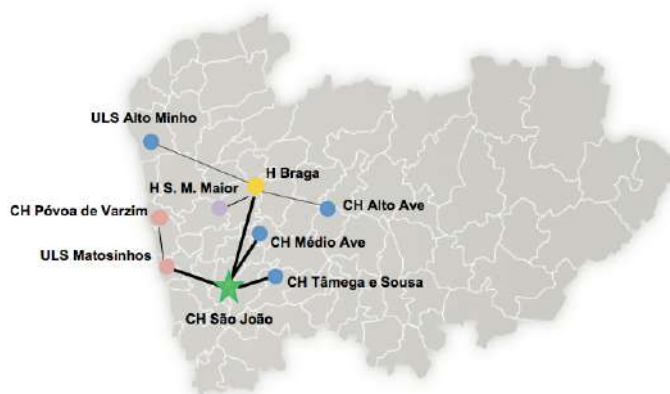 ULS Alto Minho
H Braga
H S. M. Maior
CH Alto Ave
CH Póvoa de Varzim
CH Médio Ave
ULS Matosinhos
CH Tâmega e Sousa
CH São João